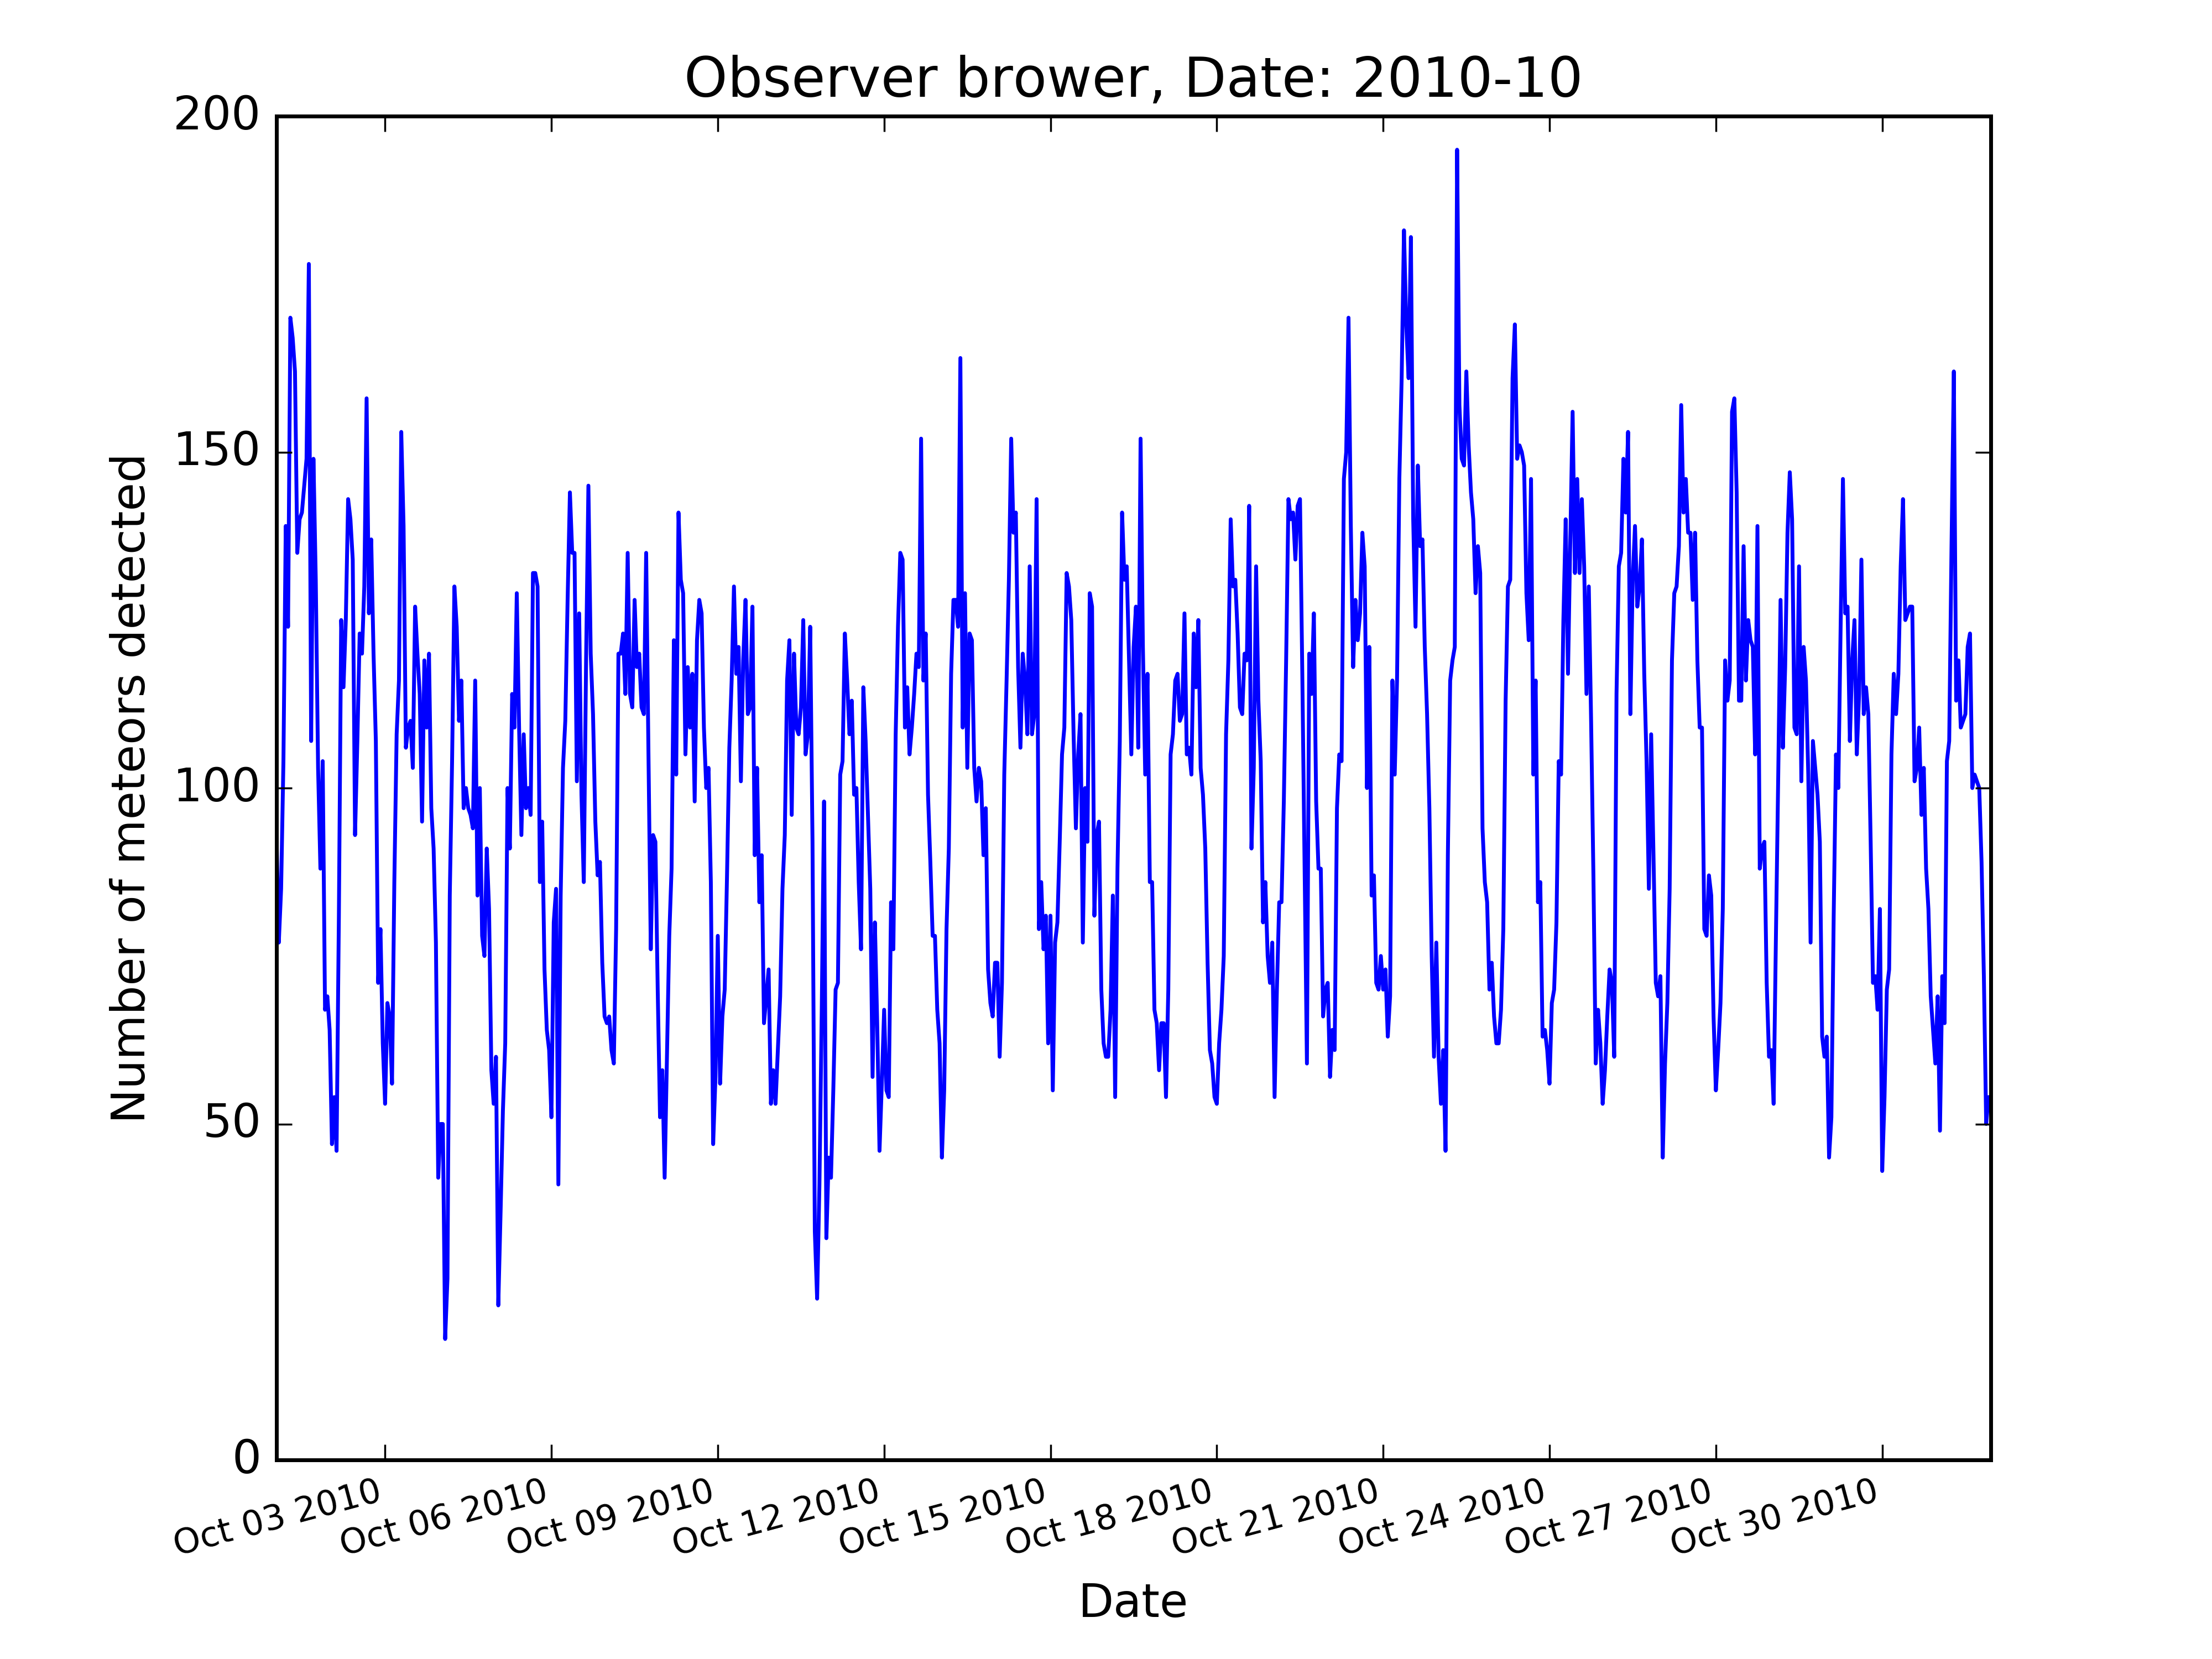 Observer brower, Date: 2010-10
200
150
100
50
0
Number of meteors detected
Oct 03 2010
Oct 06 2010
Oct 09 2010
Oct 12 2010
Oct 15 2010
Oct 18 2010
Oct 21 2010
Oct 24 2010
Oct 27 2010
Oct 30 2010
Date